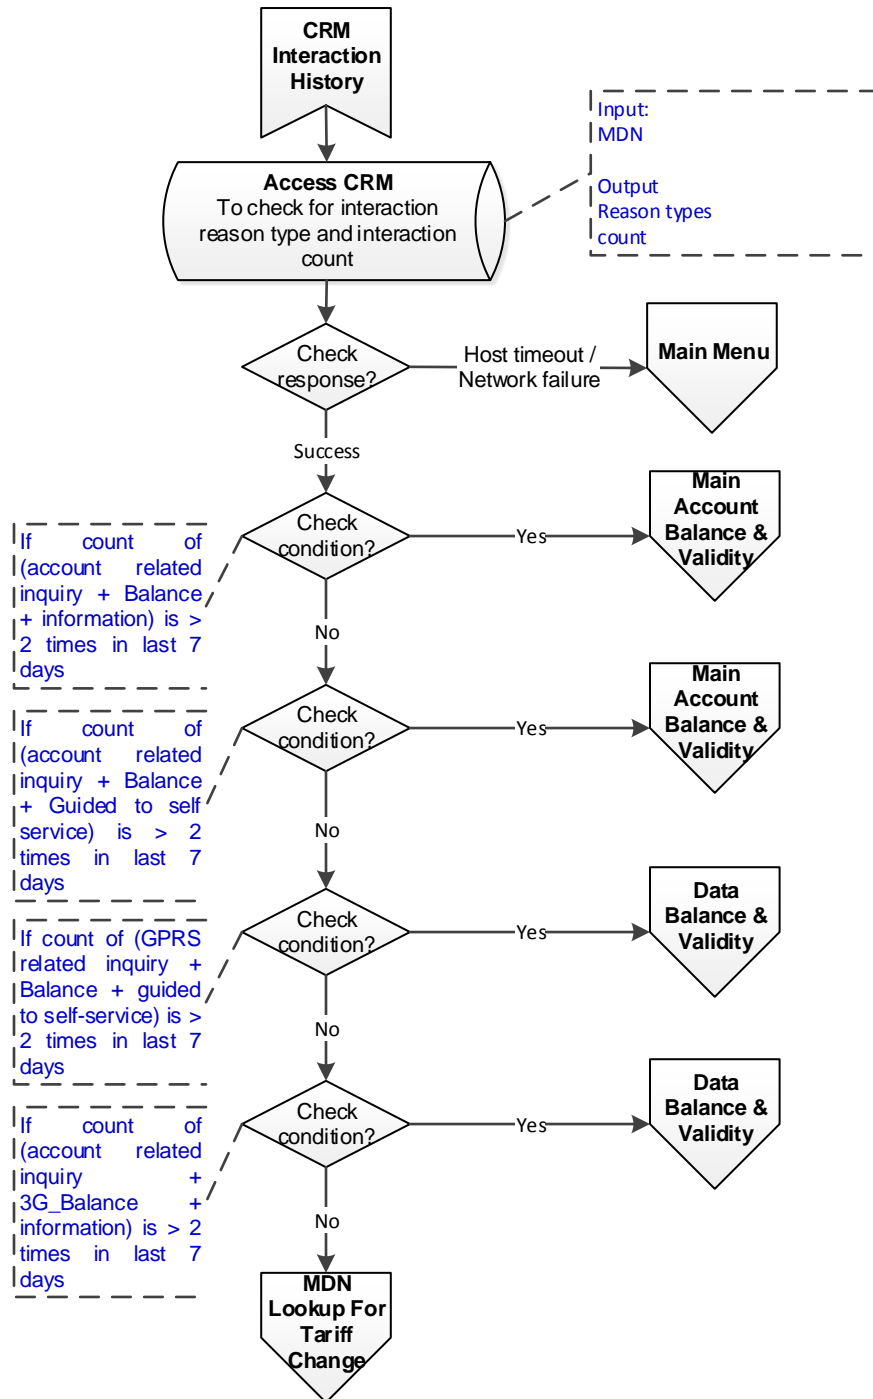 CRM
Interaction
History
Input:
MDN
Output
Reason types
count
Access CRM
To check for interaction
reason type and interaction
count
Check
response?
Host timeout /
Network failure
Main Menu
Success
Main
Account
Balance &
Validity
Check
condition?
Yes
If count of
(account related
inquiry + Balance
+ information) is >
2 times in last 7
days
No
Main
Account
Balance &
Validity
Check
condition?
Yes
If count of
(account related
inquiry + Balance
+ Guided to self
service) is > 2
times in last 7
days
No
Data
Balance &
Validity
Check
condition?
Yes
If count of (GPRS
related inquiry +
Balance + guided
to self-service) is >
2 times in last 7
days
No
Data
Balance &
Validity
Check
condition?
Yes
If count of
(account related
inquiry +
3G_Balance +
information) is > 2
times in last 7
days
No
MDN
Lookup For
Tariff
Change